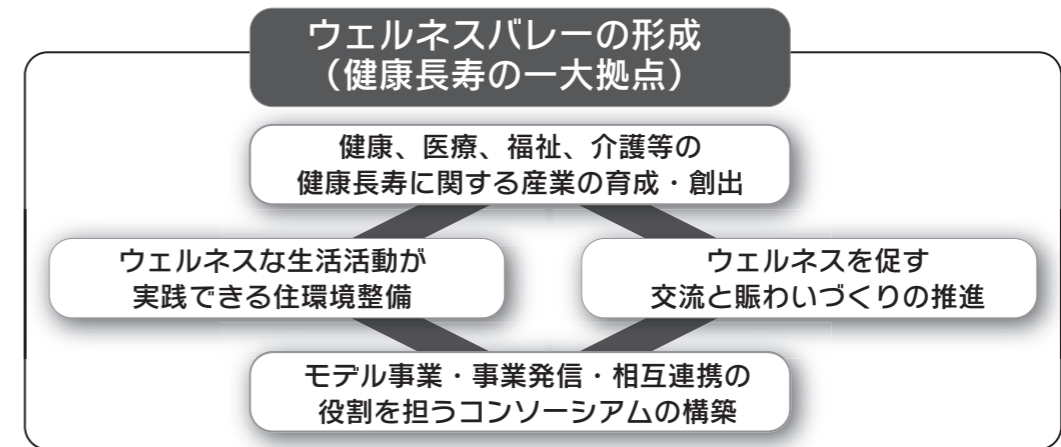 ウェルネスバレーの形成
（健康長寿の一大拠点）
健康、医療、福祉、介護等の
健康長寿に関する産業の育成・創出
ウェルネスな生活活動が
実践できる住環境整備
ウェルネスを促す
交流と賑わいづくりの推進
モデル事業・事業発信・相互連携の
役割を担うコンソーシアムの構築